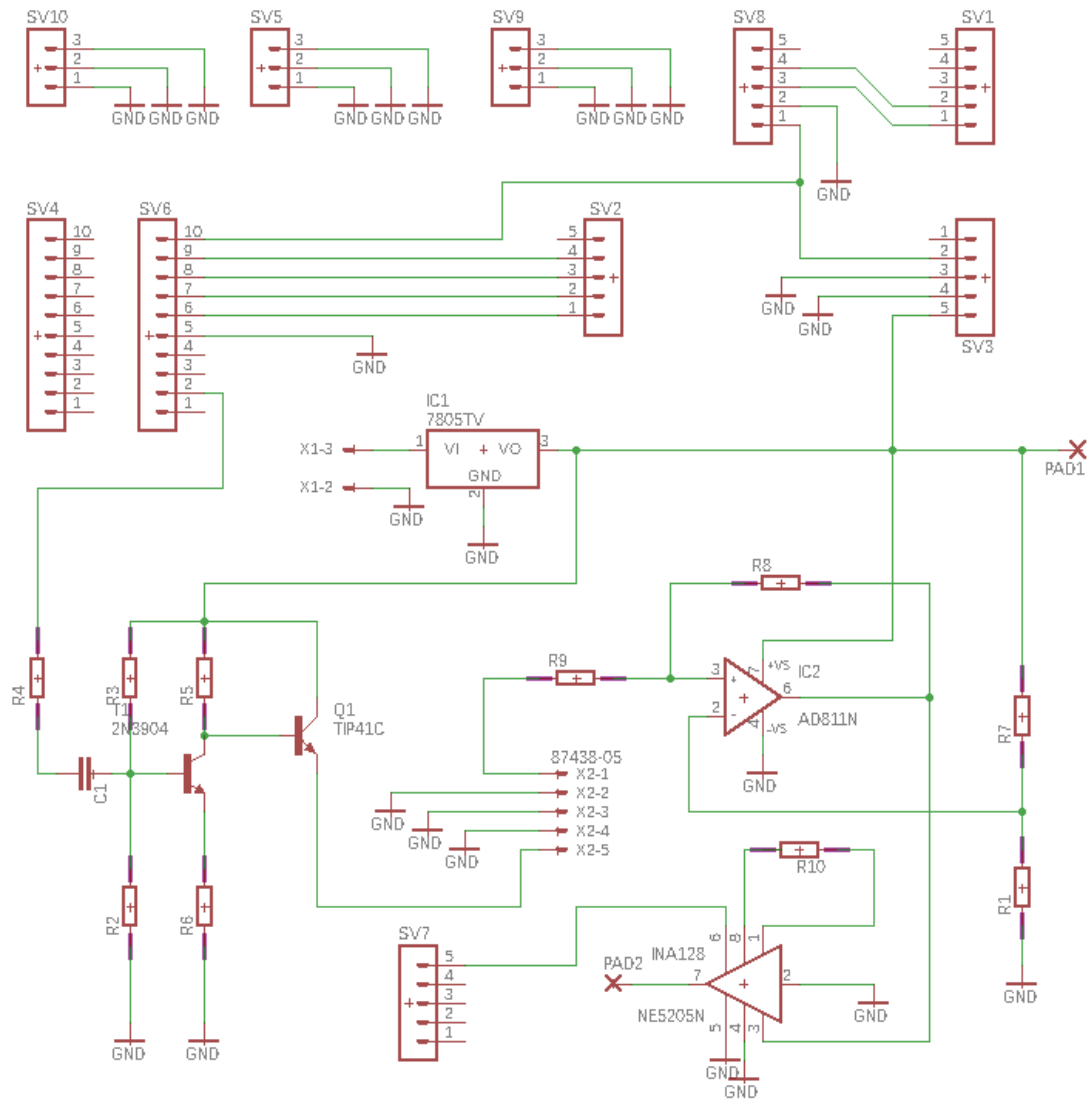 SV10
3
2
1
GND GND GND
SV5
3
2
1
GND GND GND
SV9
3
2
1
GND GND GND
SV8
5
4
3
2
1
GND
SV1
5
4
3
2
1
SV4
10
9
8
7
6
5
4
3
2
1
SV6
10
9
8
7
6
5
4
3
2
1
GND
SV2
5
4
3
2
1
1
2
3
4
5
SV3
GND
GND
IC1
7805TV
X1-3
1
VI
VO
3
GND
2
X1-2
GND
GND
PAD1
R8
R9
3
2
7
+VS
IC2
6
AD811N
4
-VS
GND
R7
R1
GND
R4
R3
R5
T1
2N3904
Q1
TIP41C
C1
R2
R6
GND
GND
87438-05
X2-1
X2-2
X2-3
X2-4
X2-5
GND
GND
GND
R10
SV7
5
4
3
2
1
PAD2
INA128
NE5205N
6
8
1
7
2
5
4
3
GND
GND
GND